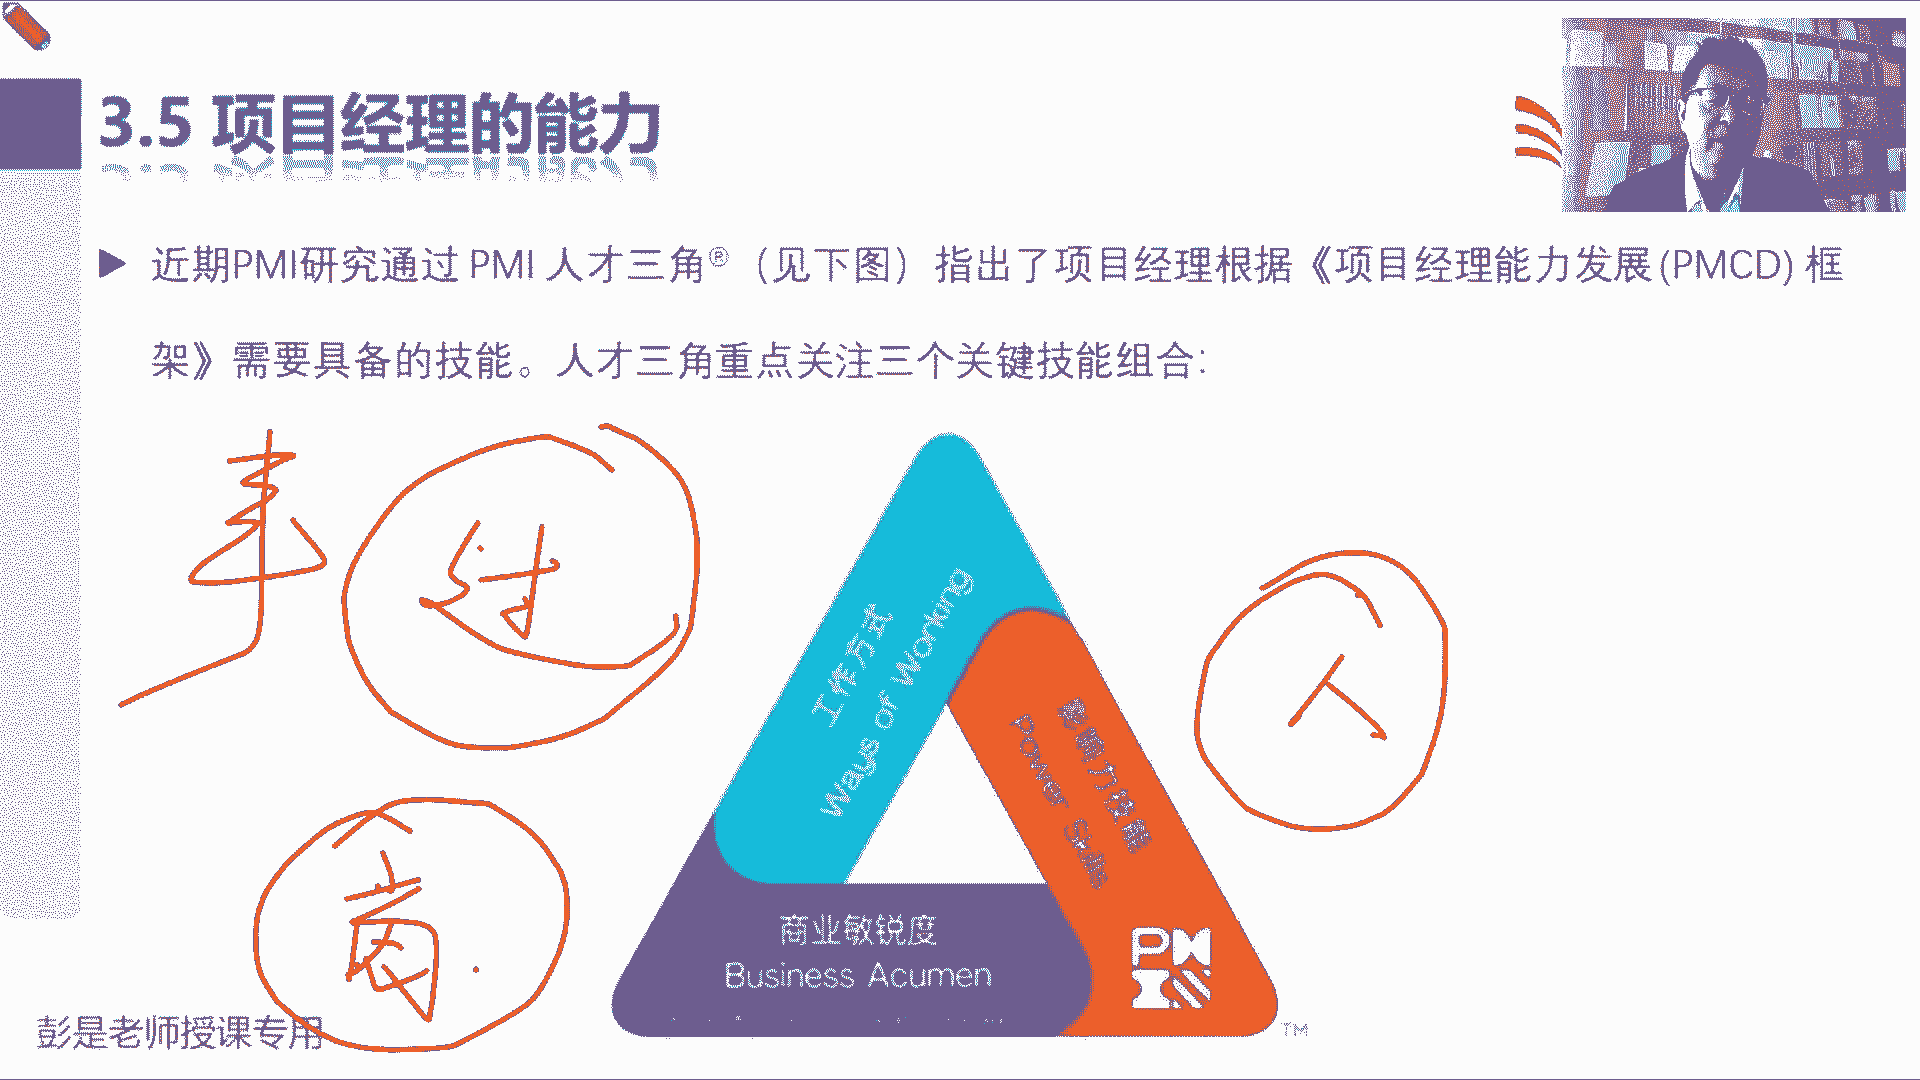 3.5 项目经理的能力
近期PMI研究通过 PMI 人才三角®（见下图）指出了项目经理根据《项目经理能力发展(PMCD) 框
架》需要具备的技能。人才三角重点关注三个关键技能组合：
事
过
人
商
工作方式
Ways of Working
影响力技能
Power Skills
商业敏锐度
Business Acumen
PM
TM
彭是老师授课专用